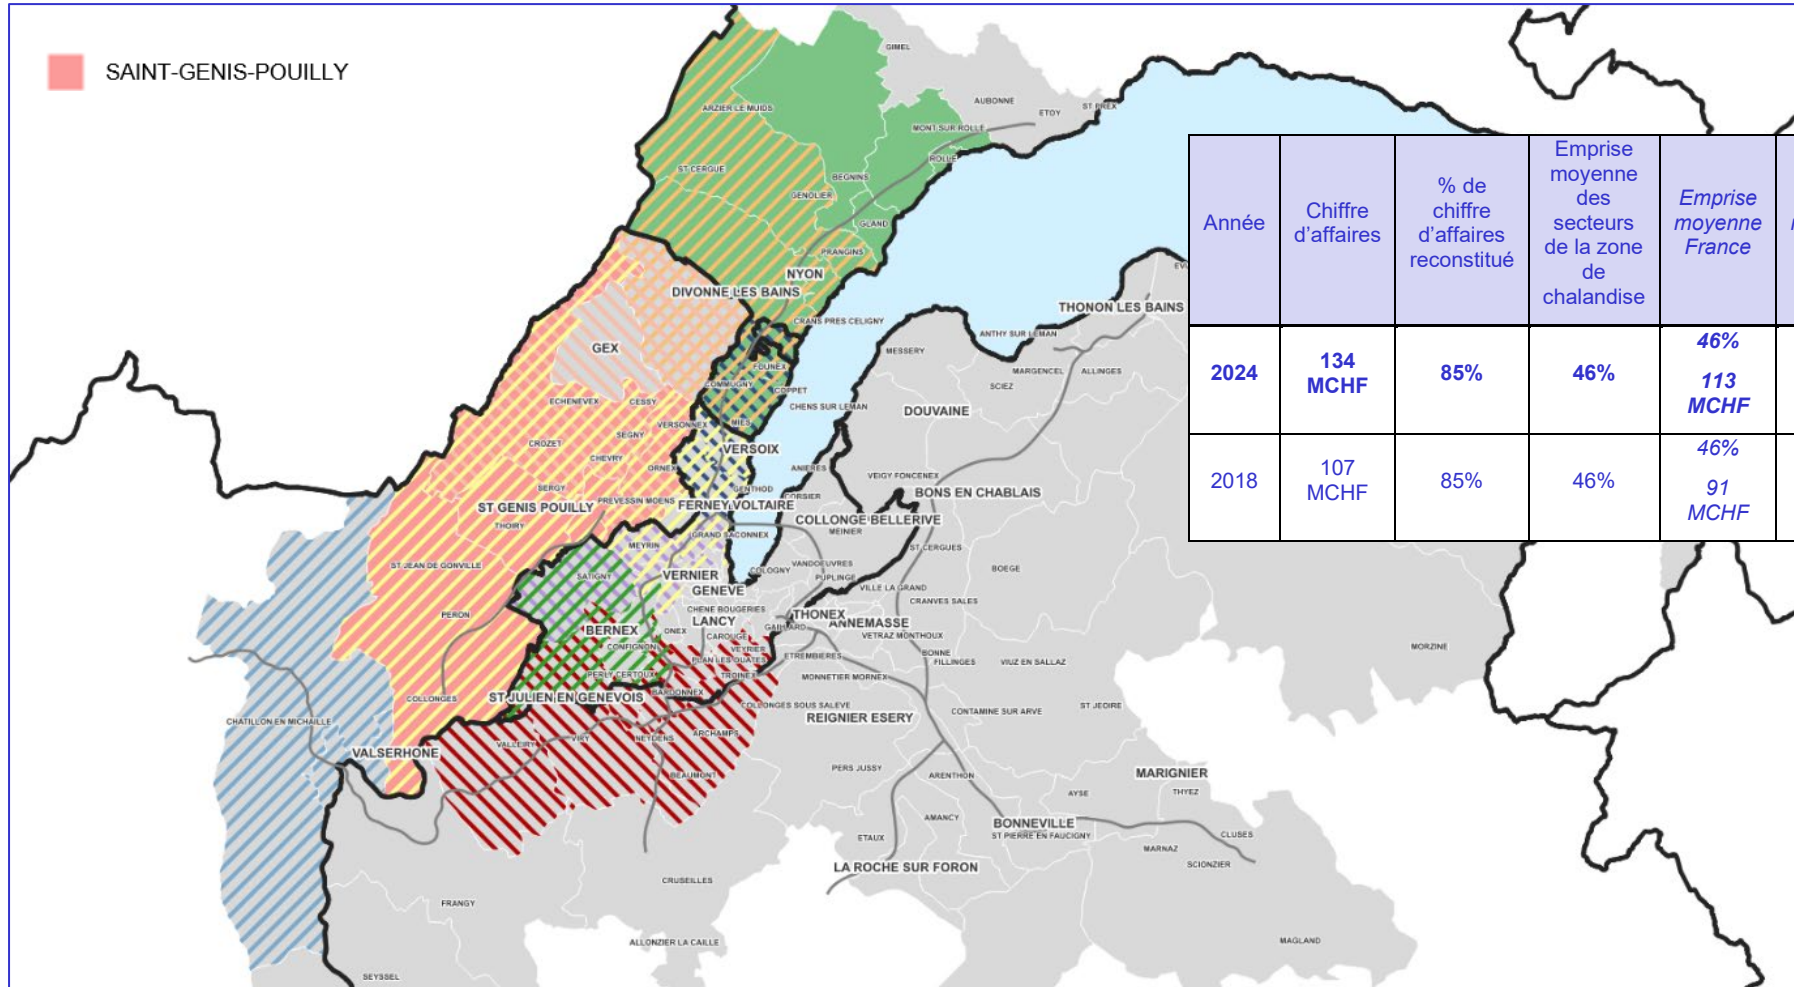 SAINT-GENIS-POUILLY
GIMEL
AUBONNE
ST PREX
ETOY
ARZIER LE MUIDS
MONT SUR ROLLE
ROLLE
ST CERGUE
BEGINS
GENOLIER
GLAND
PRANGINS
NYON
DIVONNE LES BAINS
CRANS PRES CELIGNY
THONON LES BAINS
ANTHY SUR LEMAN
GEX
MESSERY
FOUNEX
MARGENCEL
ALLINGES
SCIEZ
COMMUGNY
COPPET
ECHENEVEX
CESSY
CHENS SUR LEMAN
DOUVAINE
VERSONNEX
MIES
SEGNY
CROZET
VERSOIX
CHEVRY
ORNEX
ANIERES
VEIGY FONCENEX
SERGY
GENTHOD
CORSIER
BONS EN CHABLAIS
PREVESSIN MOENS
ST GENIS POUILLY
FERNEY VOLTAIRE
COLLONGE BELLERIVE
THOIRY
MEINIER
GRAND SACONNEX
MEYRIN
ST CERGUES
ST JEAN DE GONVILLE
VANDOEUVRES
COLOGNY
BOEGE
SATIGNY
VERNIER
PUPLINGE
GENEVE
VILLE LA GRAND
CRANVES SALES
CHENE BOUGERIES
PERON
THONEX
LANCY
ANNEMASSE
BERNEX
ONEX
GAILLARD
CAROUGE
VETRAZ MONTHOUX
CONFIGNON
VEYRIER
MORZINE
BONNE
ETREMBIERES
PLAN LES OUATES
FILLINGES
VIUZ EN SALLAZ
PERLY CERTOUX
TROINEX
MONNETIER MORNEX
BARDONNEX
COLLONGES
ST JULIEN EN GENEVOIS
COLLONGES SOUS SALEVE
ST JEOIRE
CONTAMINE SUR ARVE
REIGNIER ESERY
CHATILLON EN MICHAILLE
ARCHAMPS
VIRY
NEYDENS
VALLEIRY
VALSERHONE
PERS JUSSY
BEAUMONT
ARENTHON
MARIGNIER
AYSE
THYEZ
AMANCY
BONNEVILLE
ST PIERRE EN FAUCIGNY
CLUSES
ETAUX
MARNAZ
SCIONZIER
LA ROCHE SUR FORON
CRUSEILLES
FRANGY
ALLONZIER LA CAILLE
MAGLAND
SEYSSEL
Année
Chiffre
d'affaires
% de
chiffre
d'affaires
reconstitué
Emprise
moyenne
des
secteurs
de la zone
de
chalandise
Emprise
moyenne
France
2024
134
MCHF
85%
46%
46%
113
MCHF
2018
107
MCHF
85%
46%
46%
91
MCHF